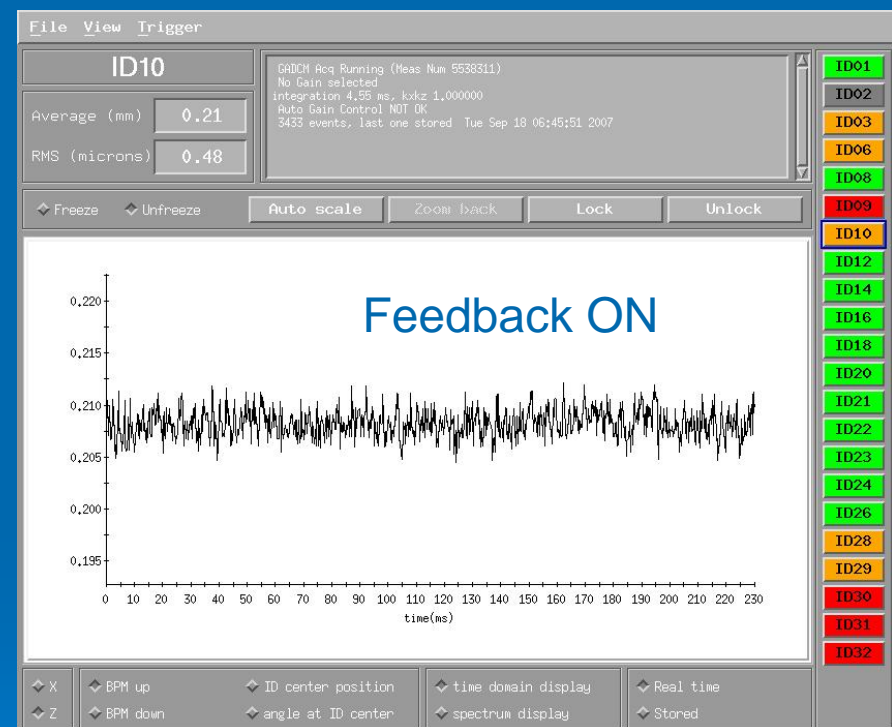 File View Trigger
ID10
Average (mm) 0.21
RMS (microns) 0.48
GADCM Acq Running (Meas Num 5538311)
No Gain selected
integration 4.55 ms, kxkz 1.000000
Auto Gain Control NOT OK
3433 events, last one stored Tue Sep 18 06:45:51 2007
Freeze Unfreeze Auto scale Zoom back Lock Unlock
Feedback ON
0.220
0.215
0.210
0.205
0.200
0.195
0 10 20 30 40 50 60 70 80 90 100 110 120 130 140 150 160 170 180 190 200 210 220 230
time(ms)
X BPM up ID center position time domain display Real time
Z BPM down angle at ID center spectrum display Stored
ID01
ID02
ID03
ID06
ID08
ID09
ID10
ID12
ID14
ID16
ID18
ID20
ID21
ID22
ID23
ID24
ID26
ID28
ID29
ID30
ID31
ID32